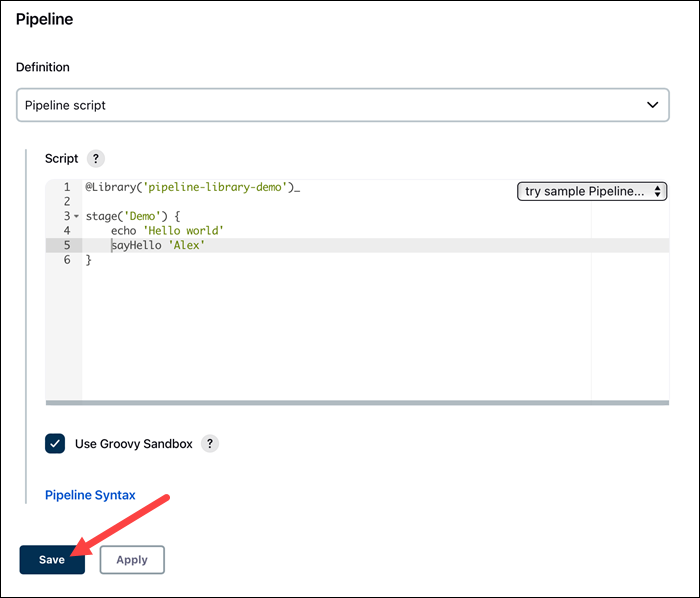 Pipeline
Definition
Pipeline script
Script ?
1 @Library('pipeline-library-demo')_
try sample Pipeline...
2
3 stage('Demo') {
4 echo 'Hello world'
5 sayHello 'Alex'
6 }
Use Groovy Sandbox ?
Pipeline Syntax
Save Apply